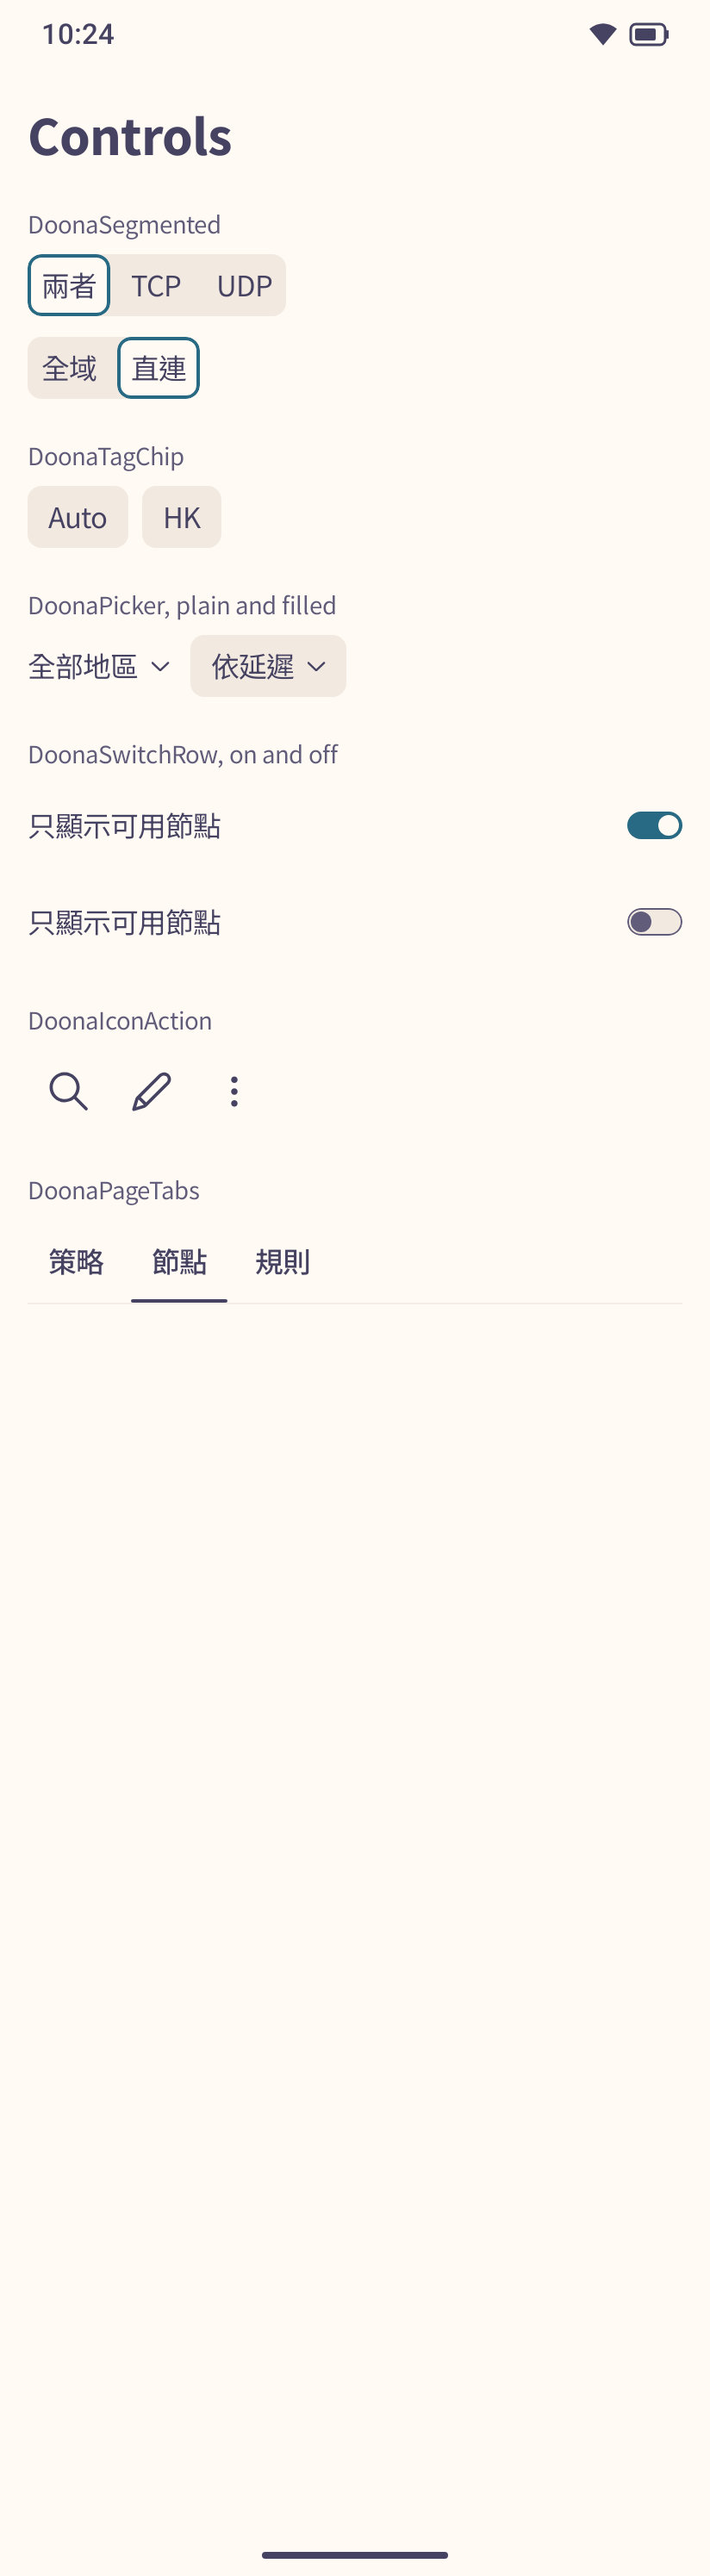 10:24
Controls
DoonaSegmented
兩者 TCP UDP
全域 直連
DoonaTagChip
Auto HK
DoonaPicker, plain and filled
全部地區 依延遲
DoonaSwitchRow, on and off
只顯示可用節點
只顯示可用節點
DoonaIconAction
DoonaPageTabs
策略 節點 規則